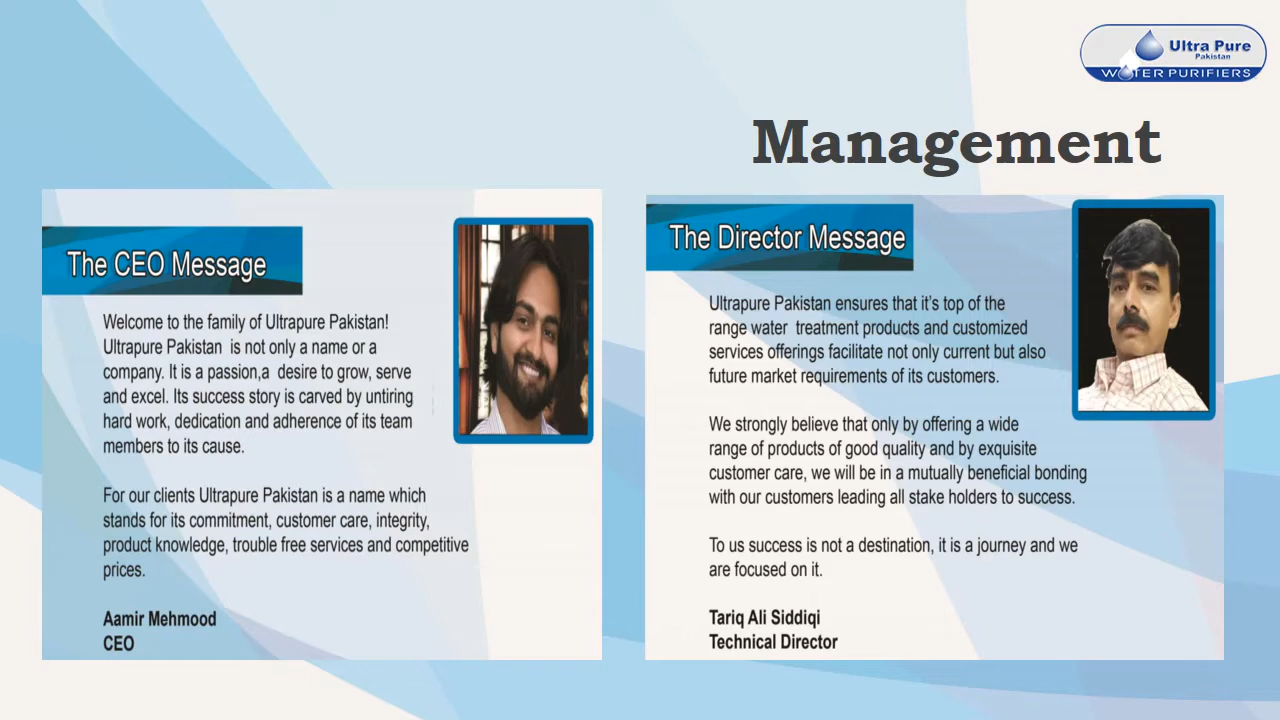 Ultra Pure
Pakistan
WATER PURIFIERS
Management
The CEO Message
Welcome to the family of Ultrapure Pakistan!
Ultrapure Pakistan is not only a name or a
company. It is a passion,a desire to grow, serve
and excel. Its success story is carved by untiring
hard work, dedication and adherence of its team
members to its cause.
For our clients Ultrapure Pakistan is a name which
stands for its commitment, customer care, integrity,
product knowledge, trouble free services and competitive
prices.
Aamir Mehmood
CEO
The Director Message
Ultrapure Pakistan ensures that it's top of the
range water treatment products and customized
services offerings facilitate not only current but also
future market requirements of its customers.
We strongly believe that only by offering a wide
range of products of good quality and by exquisite
customer care, we will be in a mutually beneficial bonding
with our customers leading all stake holders to success.
To us success is not a destination, it is a journey and we
are focused on it.
Tariq Ali Siddiqi
Technical Director